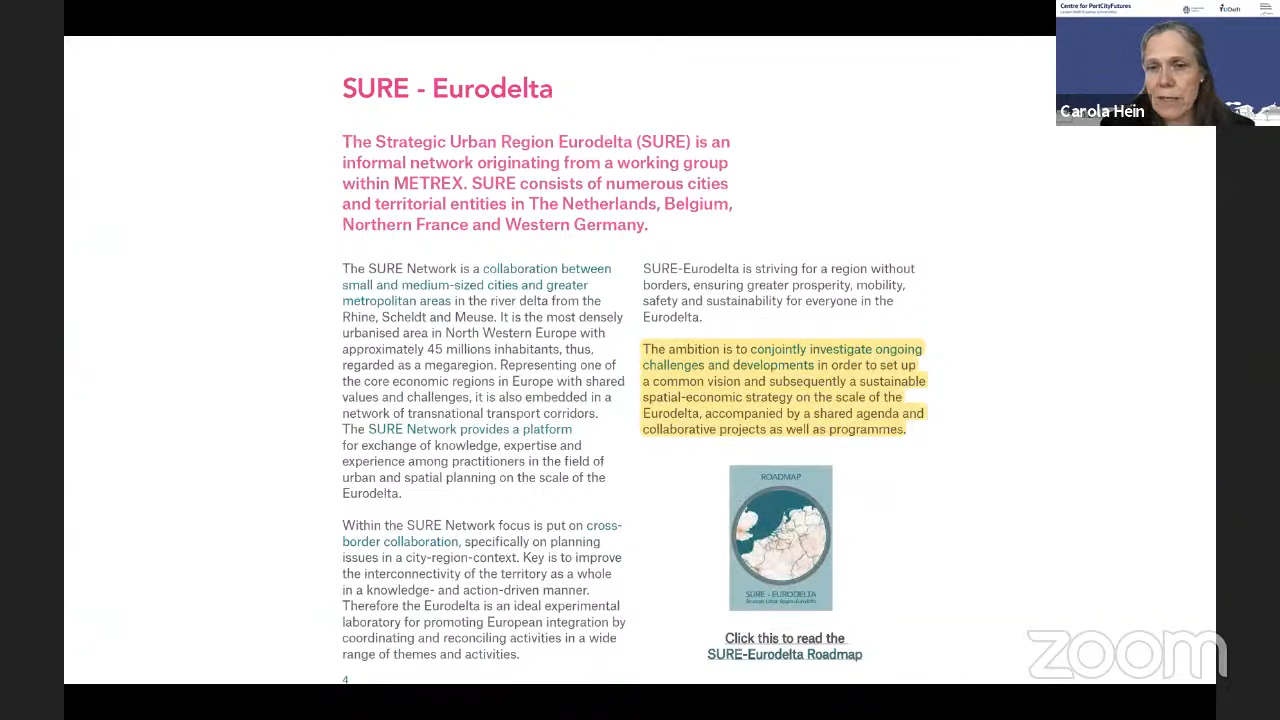 Centre for PortCityFutures
TUDelft
Carola Hein
SURE - Eurodelta
The Strategic Urban Region Eurodelta (SURE) is an
informal network originating from a working group
within METREX. SURE consists of numerous cities
and territorial entities in The Netherlands, Belgium,
Northern France and Western Germany.
The SURE Network is a collaboration between
small and medium-sized cities and greater
metropolitan areas in the river delta from the
Rhine, Scheldt and Meuse. It is the most densely
urbanised area in North Western Europe with
approximately 45 millions inhabitants, thus,
regarded as a megaregion. Representing one of
the core economic regions in Europe with shared
values and challenges, it is also embedded in a
network of transnational transport corridors.
The SURE Network provides a platform
for exchange of knowledge, expertise and
experience among practitioners in the field of
urban and spatial planning on the scale of the
Eurodelta.
Within the SURE Network focus is put on cross-
border collaboration, specifically on planning
issues in a city-region-context. Key is to improve
the interconnectivity of the territory as a whole
in a knowledge- and action-driven manner.
Therefore the Eurodelta is an ideal experimental
laboratory for promoting European integration by
coordinating and reconciling activities in a wide
range of themes and activities.
4
SURE-Eurodelta is striving for a region without
borders, ensuring greater prosperity, mobility,
safety and sustainability for everyone in the
Eurodelta.
The ambition is to conjointly investigate ongoing
challenges and developments in order to set up
a common vision and subsequently a sustainable
spatial-economic strategy on the scale of the
Eurodelta, accompanied by a shared agenda and
collaborative projects as well as programmes.
ROADMAP
SURE - EURODELTA
Strategic Urban Region Eurodelta
Click this to read the
SURE-Eurodelta Roadmap
zoom